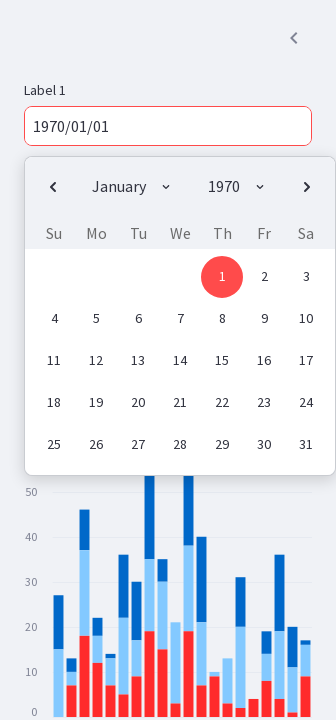 Label 1
1970/01/01
January 1970
Su Mo Tu We Th Fr Sa
1 2 3
4 5 6 7 8 9 10
11 12 13 14 15 16 17
18 19 20 21 22 23 24
25 26 27 28 29 30 31
50
40
30
20
10
0